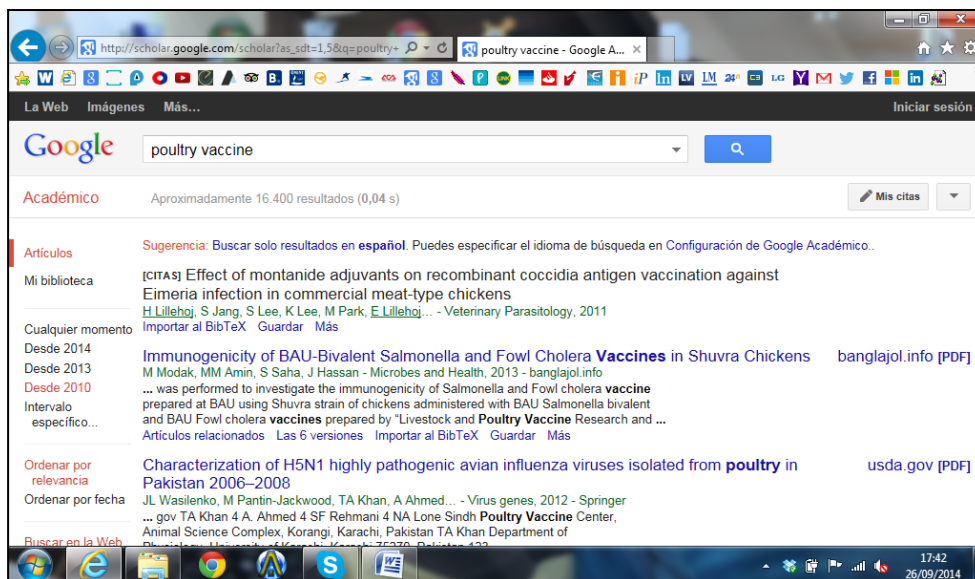 http://scholar.google.com/scholar?as_sdt=1,5&q=poultry+
poultry vaccine - Google A...
La Web Imágenes Más... Iniciar sesión
Google poultry vaccine
Académico Aproximadamente 16.400 resultados (0,04 s) Mis citas
Artículos
Mi biblioteca
Cualquier momento
Desde 2014
Desde 2013
Desde 2010
Intervalo
específico...
Ordenar por
relevancia
Ordenar por fecha
Buscar en la Web
Sugerencia: Buscar solo resultados en español. Puedes especificar el idioma de búsqueda en Configuración de Google Académico..
[CITAS] Effect of montanide adjuvants on recombinant coccidia antigen vaccination against
Eimeria infection in commercial meat-type chickens
H Lillehoj, S Jang, S Lee, K Lee, M Park, E Lillehoj... - Veterinary Parasitology, 2011
Importar al BibTeX Guardar Más
Immunogenicity of BAU-Bivalent Salmonella and Fowl Cholera Vaccines in Shuvra Chickens banglajol.info [PDF]
M Modak, MM Amin, S Saha, J Hassan - Microbes and Health, 2013 - banglajol.info
... was performed to investigate the immunogenicity of Salmonella and Fowl cholera vaccine
prepared at BAU using Shuvra strain of chickens administered with BAU Salmonella bivalent
and BAU Fowl cholera vaccines prepared by "Livestock and Poultry Vaccine Research and ...
Artículos relacionados Las 6 versiones Importar al BibTeX Guardar Más
Characterization of H5N1 highly pathogenic avian influenza viruses isolated from poultry in usda.gov [PDF]
Pakistan 2006–2008
JL Wasilenko, M Pantin-Jackwood, TA Khan, A Ahmed... - Virus genes, 2012 - Springer
... gov TA Khan 4 A. Ahmed 4 SF Rehmani 4 NA Lone Sindh Poultry Vaccine Center,
Animal Science Complex, Korangi, Karachi, Pakistan TA Khan Department of
Physiology, University of Karachi, Karachi 75270, Pakistan 123
17:42
26/09/2014